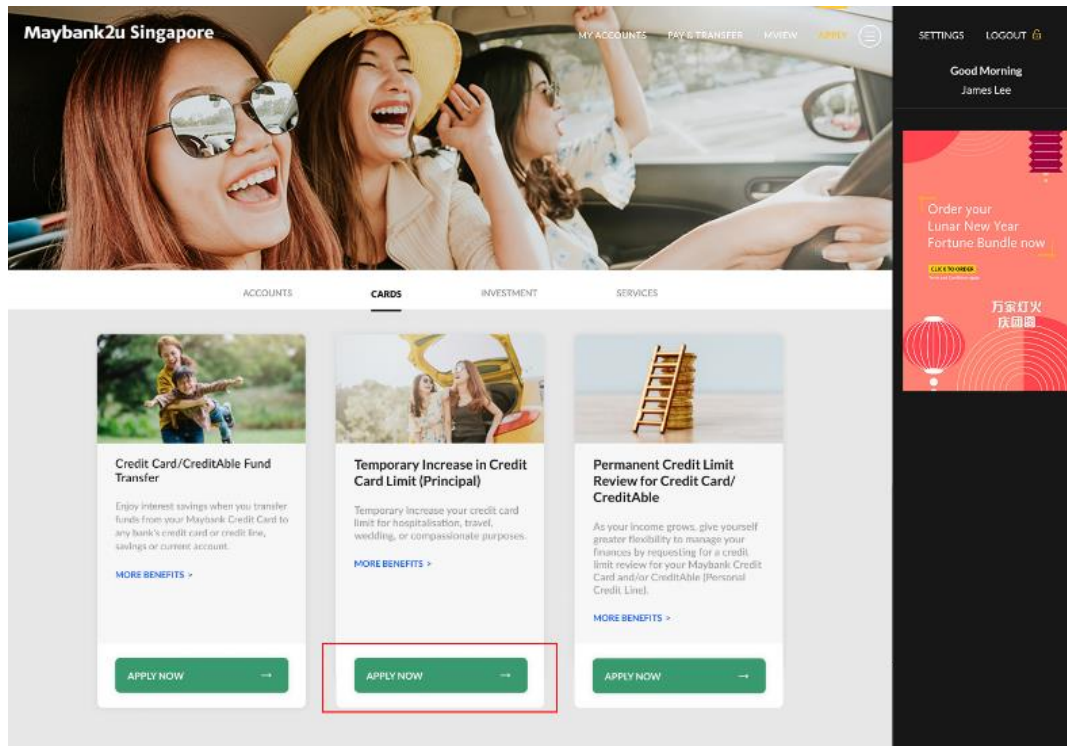 Maybank2u Singapore
MY ACCOUNTS PAY & TRANSFER MVIEW APPLY
SETTINGS LOGOUT
Good Morning
James Lee
Order your
Lunar New Year
Fortune Bundle now
CLICK TO ORDER
万家灯火
庆团圆
ACCOUNTS CARDS INVESTMENT SERVICES
Credit Card/CreditAble Fund
Transfer
Enjoy interest savings when you transfer
funds from your Maybank Credit Card to
any bank's credit card or credit line,
savings or current account.
MORE BENEFITS >
APPLY NOW →
Temporary Increase in Credit
Card Limit (Principal)
Temporary Increase your credit card
limit for hospitalisation, travel,
wedding, or compassionate purposes.
MORE BENEFITS >
APPLY NOW →
Permanent Credit Limit
Review for Credit Card/
CreditAble
As your income grows, give yourself
greater flexibility to manage your
finances by requesting for a credit
limit review for your Maybank Credit
Card and/or CreditAble (Personal
Credit Line).
MORE BENEFITS >
APPLY NOW →